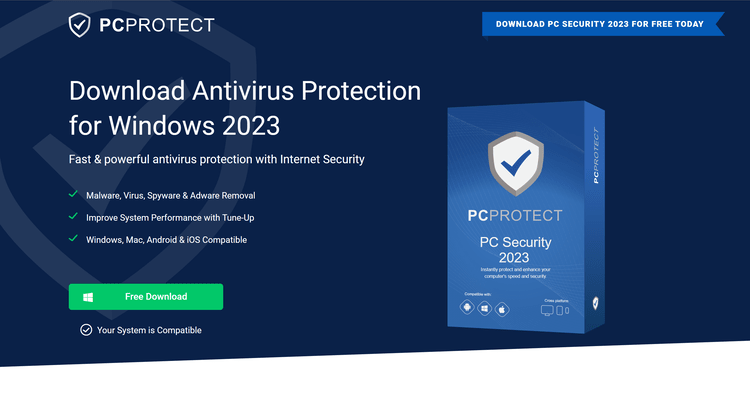 PCPROTECT
DOWNLOAD PC SECURITY 2023 FOR FREE TODAY
Download Antivirus Protection
for Windows 2023
Fast & powerful antivirus protection with Internet Security
Malware, Virus, Spyware & Adware Removal
Improve System Performance with Tune-Up
Windows, Mac, Android & iOS Compatible
Free Download
Your System is Compatible
PCPROTECT
PC Security
2023
Instantly protect and enhance your
computer's speed and security
Compatible with:
Cross platform:
PCPROTECT